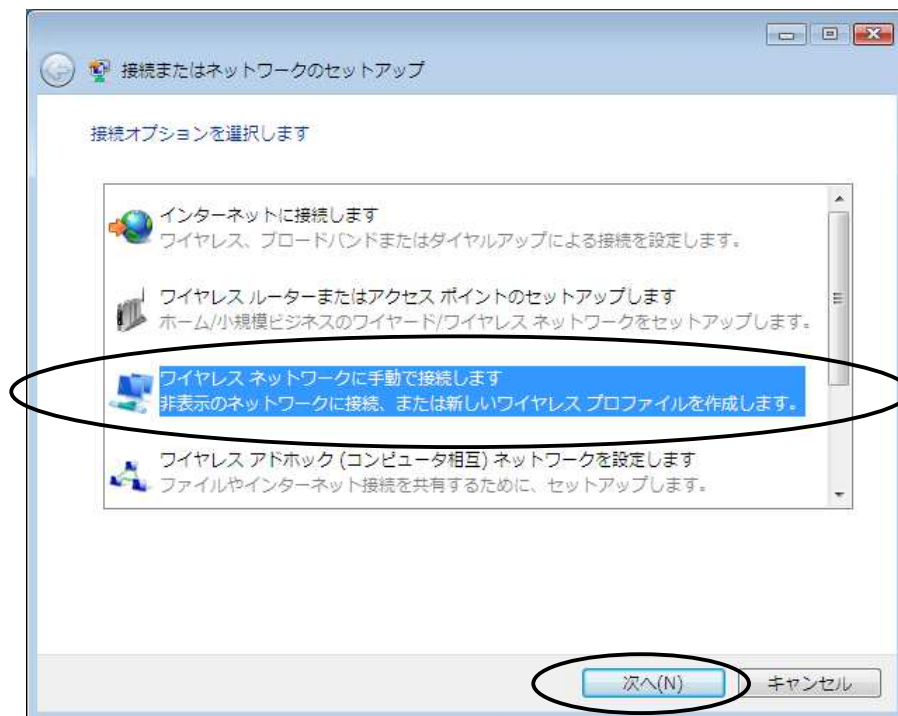 接続またはネットワークのセットアップ
接続オプションを選択します
インターネットに接続します
ワイヤレス、ブロードバンドまたはダイヤルアップによる接続を設定します。
ワイヤレス ルーターまたはアクセス ポイントのセットアップします
ホーム/小規模ビジネスのワイヤード/ワイヤレス ネットワークをセットアップします。
ワイヤレス ネットワークに手動で接続します
非表示のネットワークに接続、または新しいワイヤレス プロファイルを作成します。
ワイヤレス アドホック (コンピュータ相互) ネットワークを設定します
ファイルやインターネット接続を共有するために、セットアップします。
次へ(N)
キャンセル